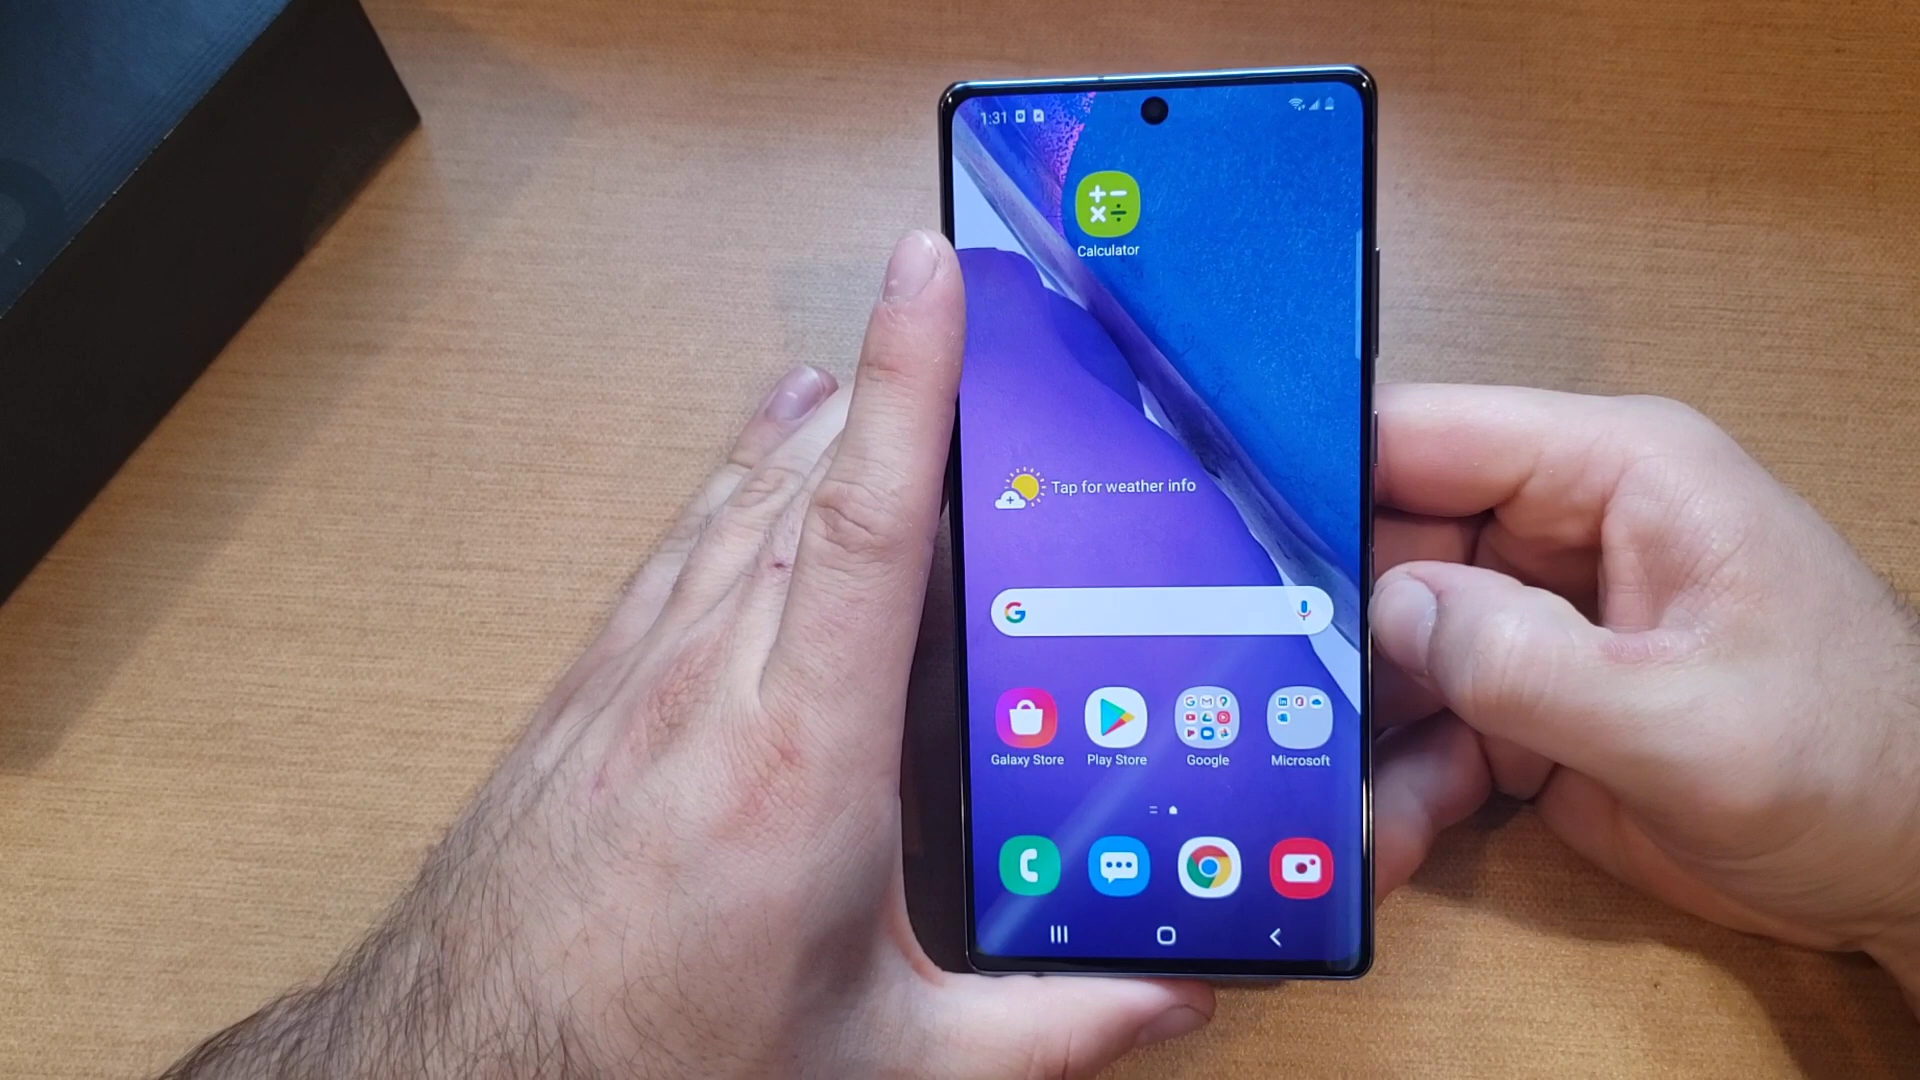 1:31
Calculator
Tap for weather info
Galaxy Store
Play Store
Google
Microsoft